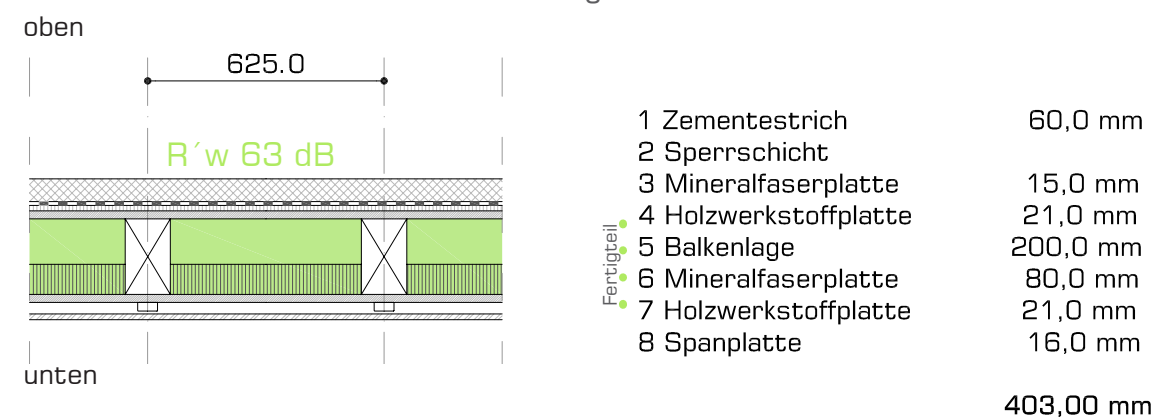 oben
625.0
R´w 63 dB
unten
1 Zementestrich 60,0 mm
2 Sperrschicht
3 Mineralfaserplatte 15,0 mm
4 Holzwerkstoffplatte 21,0 mm
5 Balkenlage 200,0 mm
6 Mineralfaserplatte 80,0 mm
7 Holzwerkstoffplatte 21,0 mm
8 Spanplatte 16,0 mm
Fertigteil
403,00 mm